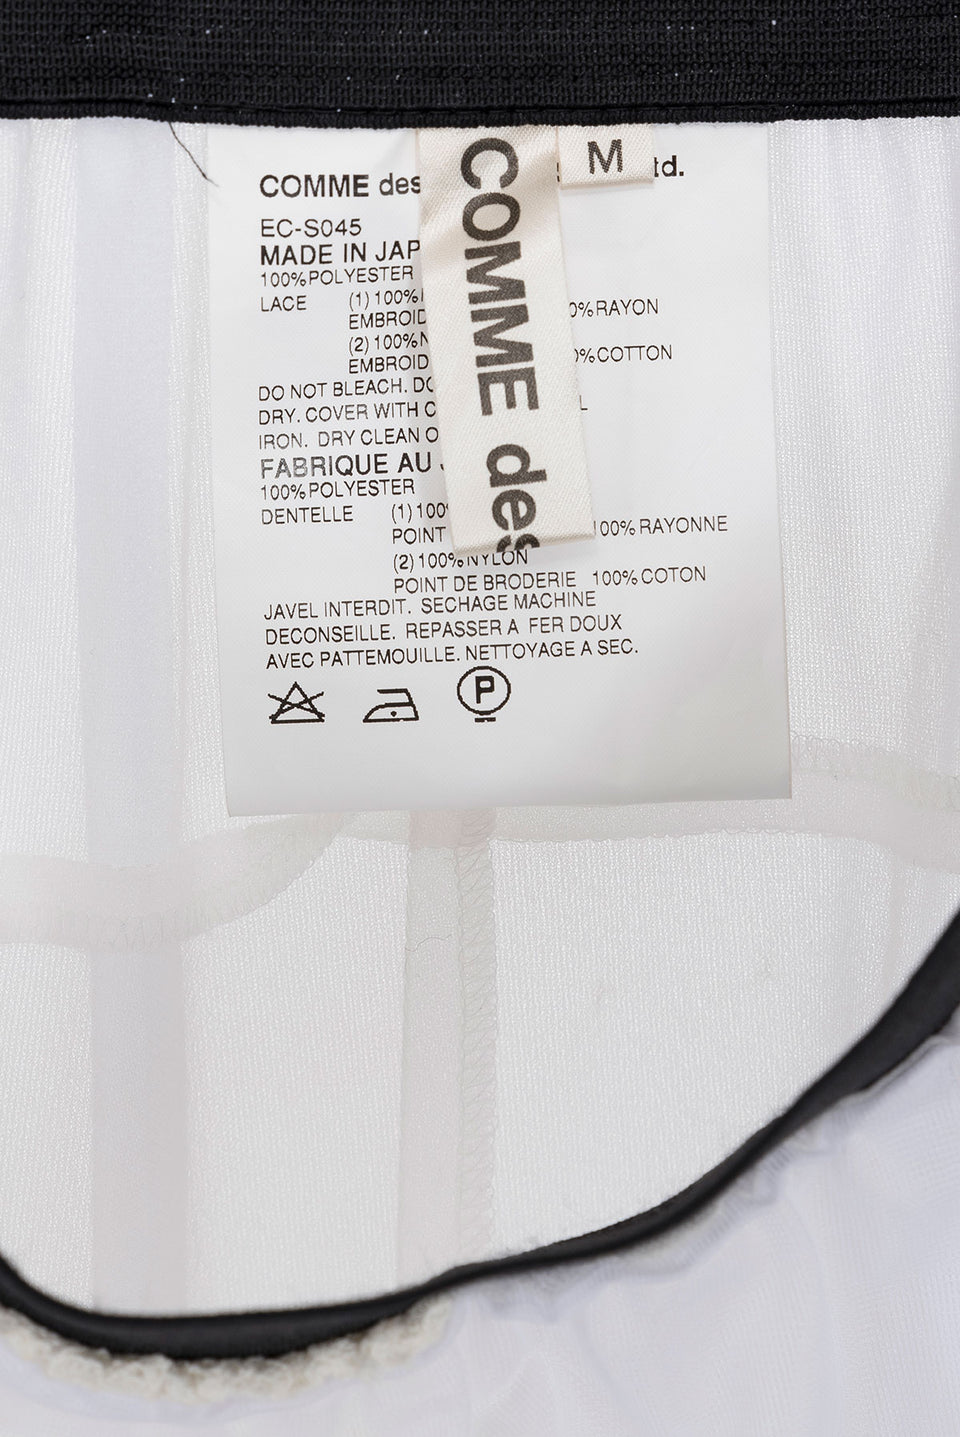 COMME des
M
td.
COMME des
EC-S045
MADE IN JAP
100%POLYESTER
LACE (1) 100%
EMBROID 0%RAYON
(2) 100%N
EMBROID 0%COTTON
DO NOT BLEACH. DO
DRY. COVER WITH C L
IRON. DRY CLEAN O
FABRIQUE AU J
100%POLYESTER
DENTELLE (1) 100
POINT 100% RAYONNE
(2) 100%NYLON
POINT DE BRODERIE 100%COTON
JAVEL INTERDIT. SECHAGE MACHINE
DECONSEILLE. REPASSER A FER DOUX
AVEC PATTEMOUILLE. NETTOYAGE A SEC.
P